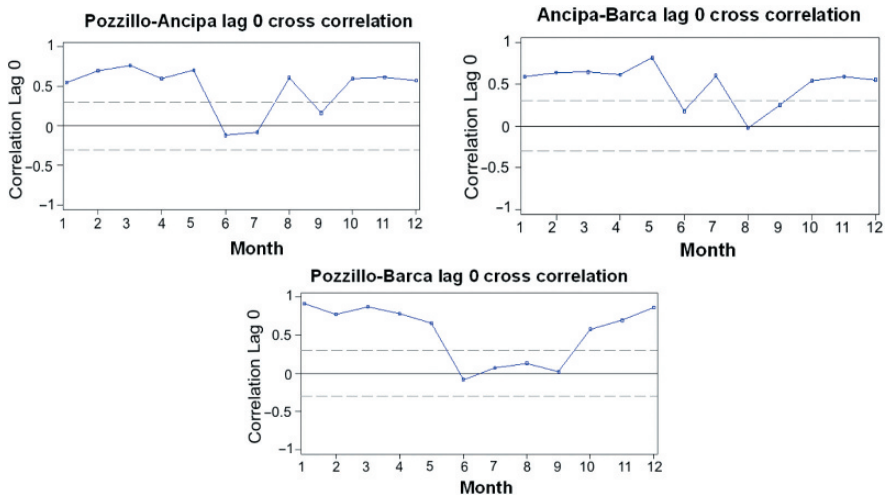 Pozzillo-Ancipa lag 0 cross correlation
Correlation Lag 0
1
0.5
0
−0.5
−1
1 2 3 4 5 6 7 8 9 10 11 12
Month
Ancipa-Barca lag 0 cross correlation
Correlation Lag 0
1
0.5
0
−0.5
−1
1 2 3 4 5 6 7 8 9 10 11 12
Month
Pozzillo-Barca lag 0 cross correlation
Correlation Lag 0
1
0.5
0
−0.5
−1
1 2 3 4 5 6 7 8 9 10 11 12
Month